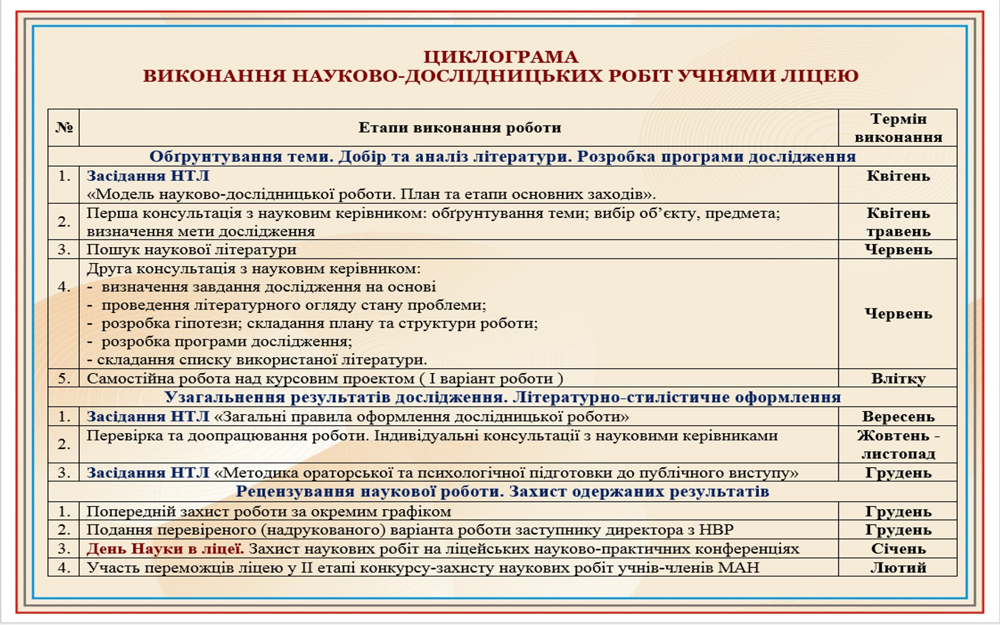 ЦИКЛОГРАМА
ВИКОНАННЯ НАУКОВО-ДОСЛІДНИЦЬКИХ РОБІТ УЧНЯМИ ЛІЦЕЮ
№
Етапи виконання роботи
Термін
виконання
Обґрунтування теми. Добір та аналіз літератури. Розробка програми дослідження
1. Засідання НТЛ Квітень
«Модель науково-дослідницької роботи. План та етапи основних заходів».
2. Перша консультація з науковим керівником: обґрунтування теми; вибір об’єкту, предмета; Квітень
визначення мети дослідження травень
3. Пошук наукової літератури Червень
Друга консультація з науковим керівником:
4. - визначення завдання дослідження на основі
- проведення літературного огляду стану проблеми;
Червень
- розробка гіпотези; складання плану та структури роботи;
- розробка програми дослідження;
- складання списку використаної літератури.
5. Самостійна робота над курсовим проектом ( І варіант роботи ) Влітку
Узагальнення результатів дослідження. Літературно-стилістичне оформлення
1. Засідання НТЛ «Загальні правила оформлення дослідницької роботи» Вересень
2. Перевірка та доопрацювання роботи. Індивідуальні консультації з науковими керівниками Жовтень -
листопад
3. Засідання НТЛ «Методика ораторської та психологічної підготовки до публічного виступу» Грудень
Рецензування наукової роботи. Захист одержаних результатів
1. Попередній захист роботи за окремим графіком Грудень
2. Подання перевіреного (надрукованого) варіанта роботи заступнику директора з НВР Грудень
3. День Науки в ліцеї. Захист наукових робіт на ліцейських науково-практичних конференціях Січень
4. Участь переможців ліцею у ІІ етапі конкурсу-захисту наукових робіт учнів-членів МАН Лютий